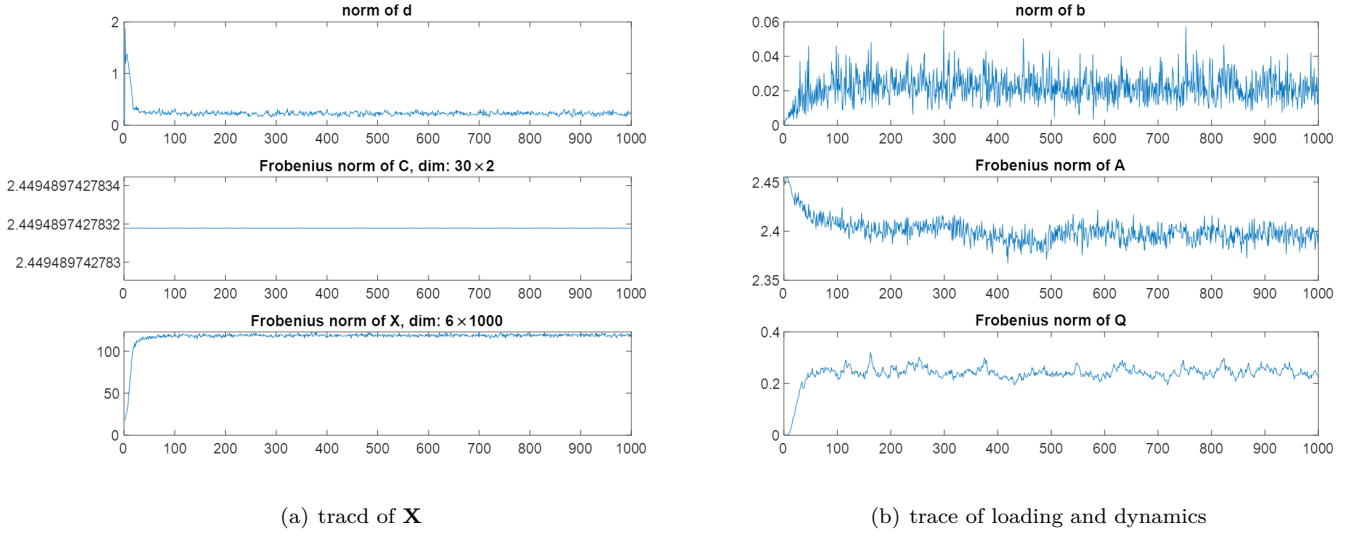 norm of d
2
1
0
0 100 200 300 400 500 600 700 800 900 1000
Frobenius norm of C, dim: 30×2
2.4494897427834
2.4494897427832
2.449489742783
0 100 200 300 400 500 600 700 800 900 1000
Frobenius norm of X, dim: 6×1000
100
50
0
0 100 200 300 400 500 600 700 800 900 1000
(a) tracd of X
norm of b
0.06
0.04
0.02
0
0 100 200 300 400 500 600 700 800 900 1000
Frobenius norm of A
2.45
2.4
2.35
0 100 200 300 400 500 600 700 800 900 1000
Frobenius norm of Q
0.4
0.2
0
0 100 200 300 400 500 600 700 800 900 1000
(b) trace of loading and dynamics